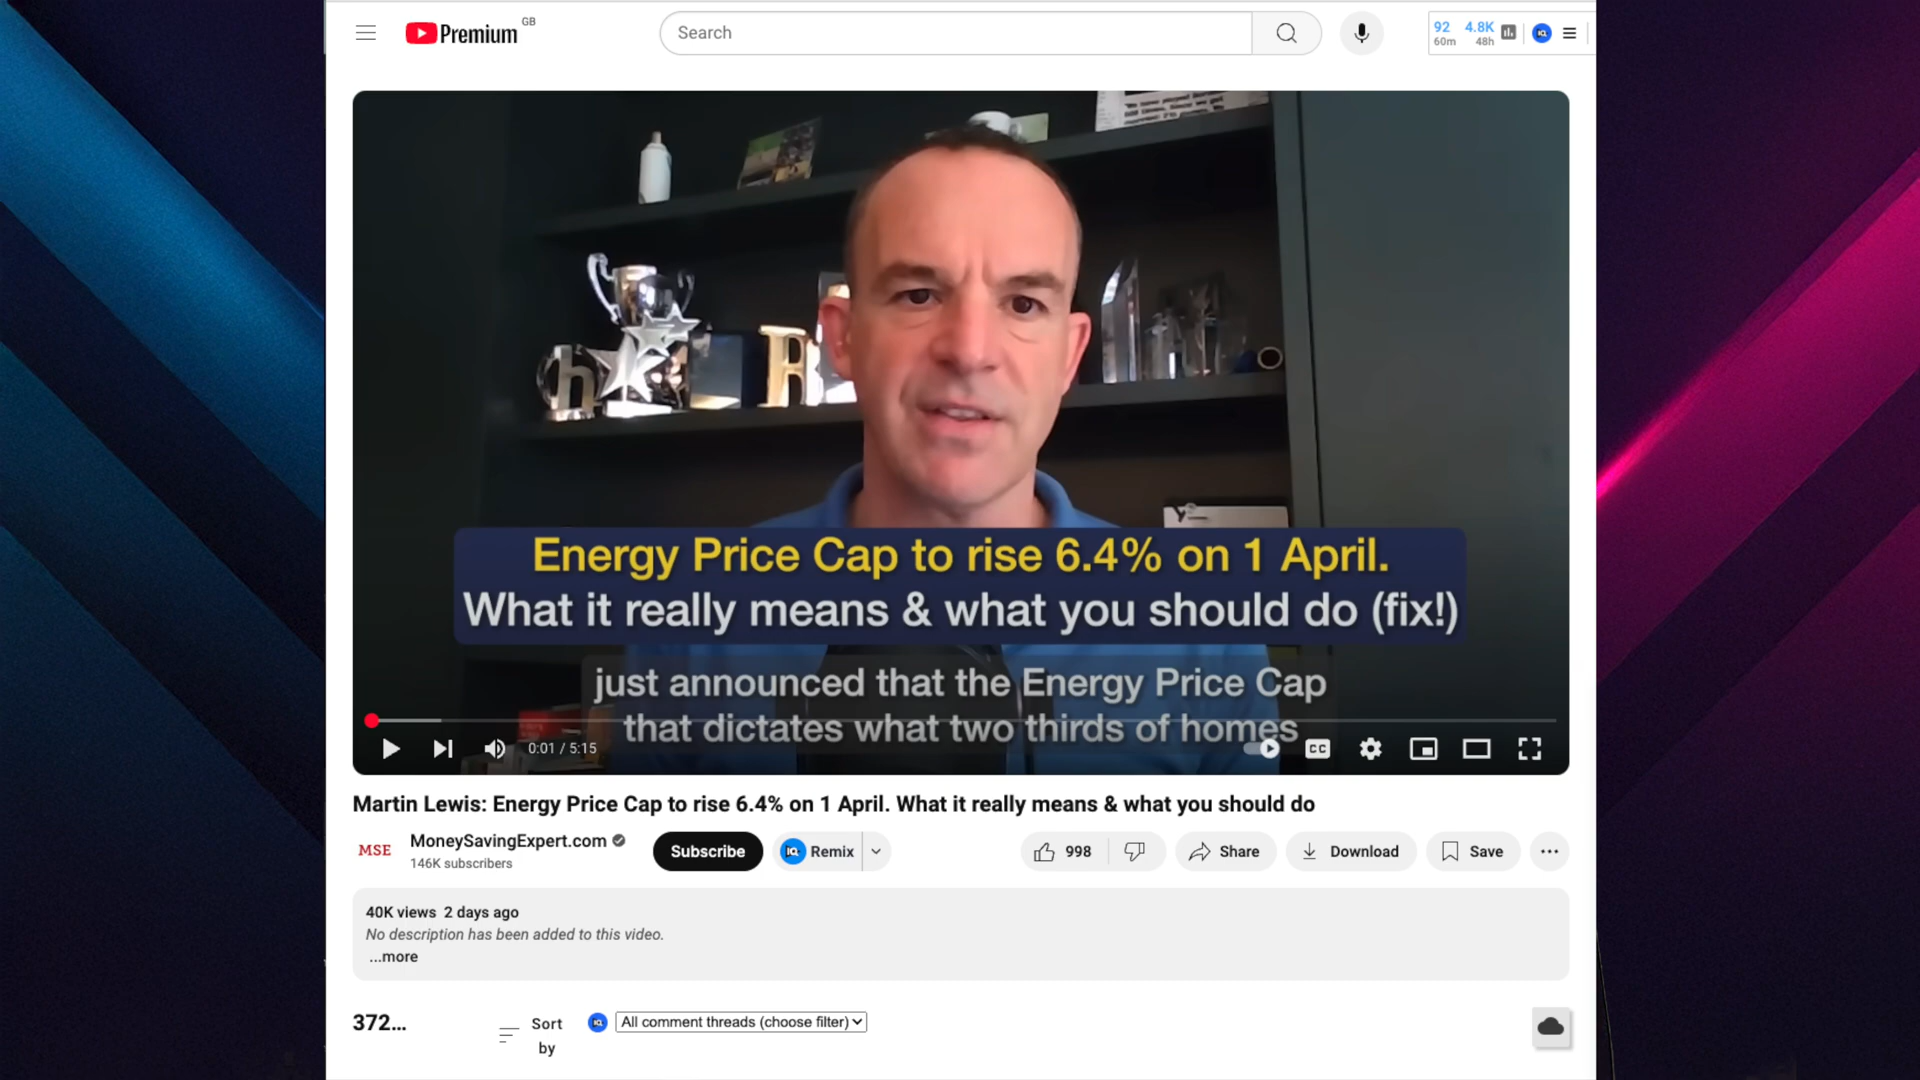 Premium GB
Search
92 4.8K
60m 48h
Energy Price Cap to rise 6.4% on 1 April.
What it really means & what you should do (fix!)
just announced that the Energy Price Cap
that dictates what two thirds of homes
0:01 / 5:15
CC
Martin Lewis: Energy Price Cap to rise 6.4% on 1 April. What it really means & what you should do
MSE
MoneySavingExpert.com
146K subscribers
Subscribe
IQ Remix
998
Share
Download
Save
40K views 2 days ago
No description has been added to this video.
...more
372...
Sort by
All comment threads (choose filter)